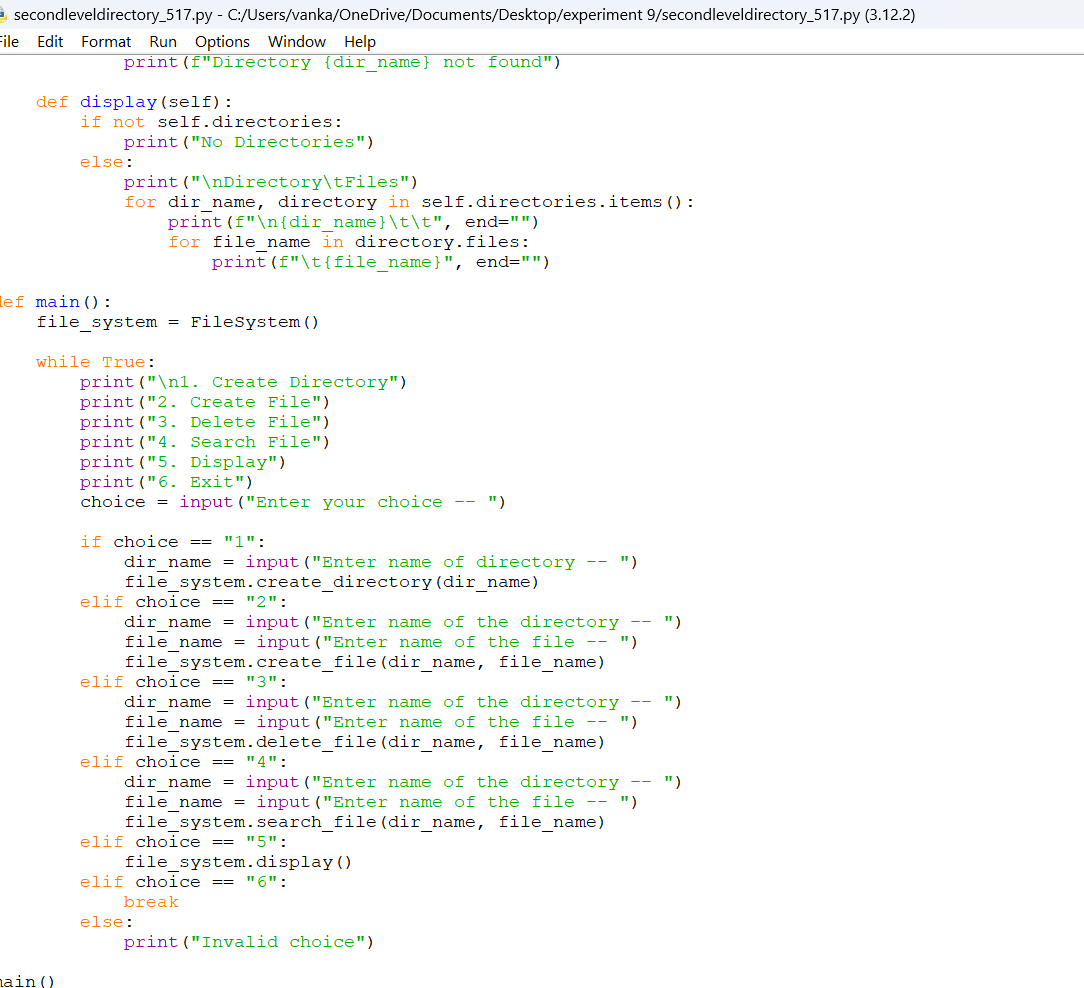 secondleveldirectory_517.py - C:/Users/vanka/OneDrive/Documents/Desktop/experiment 9/secondleveldirectory_517.py (3.12.2)
File Edit Format Run Options Window Help
            print(f"Directory {dir_name} not found")

    def display(self):
        if not self.directories:
            print("No Directories")
        else:
            print("\nDirectory\tFiles")
            for dir_name, directory in self.directories.items():
                print(f"\n{dir_name}\t\t", end="")
                for file_name in directory.files:
                    print(f"\t{file_name}", end="")

def main():
    file_system = FileSystem()

    while True:
        print("\n1. Create Directory")
        print("2. Create File")
        print("3. Delete File")
        print("4. Search File")
        print("5. Display")
        print("6. Exit")
        choice = input("Enter your choice -- ")

        if choice == "1":
            dir_name = input("Enter name of directory -- ")
            file_system.create_directory(dir_name)
        elif choice == "2":
            dir_name = input("Enter name of the directory -- ")
            file_name = input("Enter name of the file -- ")
            file_system.create_file(dir_name, file_name)
        elif choice == "3":
            dir_name = input("Enter name of the directory -- ")
            file_name = input("Enter name of the file -- ")
            file_system.delete_file(dir_name, file_name)
        elif choice == "4":
            dir_name = input("Enter name of the directory -- ")
            file_name = input("Enter name of the file -- ")
            file_system.search_file(dir_name, file_name)
        elif choice == "5":
            file_system.display()
        elif choice == "6":
            break
        else:
            print("Invalid choice")

main()